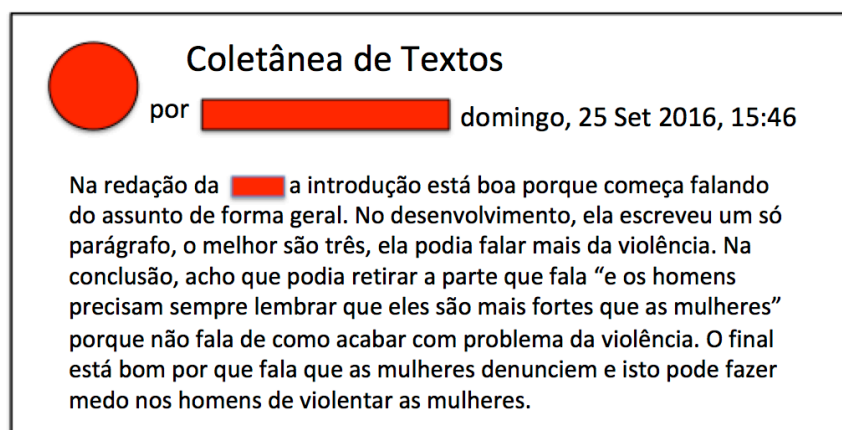 Coletânea de Textos
por domingo, 25 Set 2016, 15:46
Na redação da a introdução está boa porque começa falando
do assunto de forma geral. No desenvolvimento, ela escreveu um só
parágrafo, o melhor são três, ela podia falar mais da violência. Na
conclusão, acho que podia retirar a parte que fala “e os homens
precisam sempre lembrar que eles são mais fortes que as mulheres”
porque não fala de como acabar com problema da violência. O final
está bom por que fala que as mulheres denunciem e isto pode fazer
medo nos homens de violentar as mulheres.